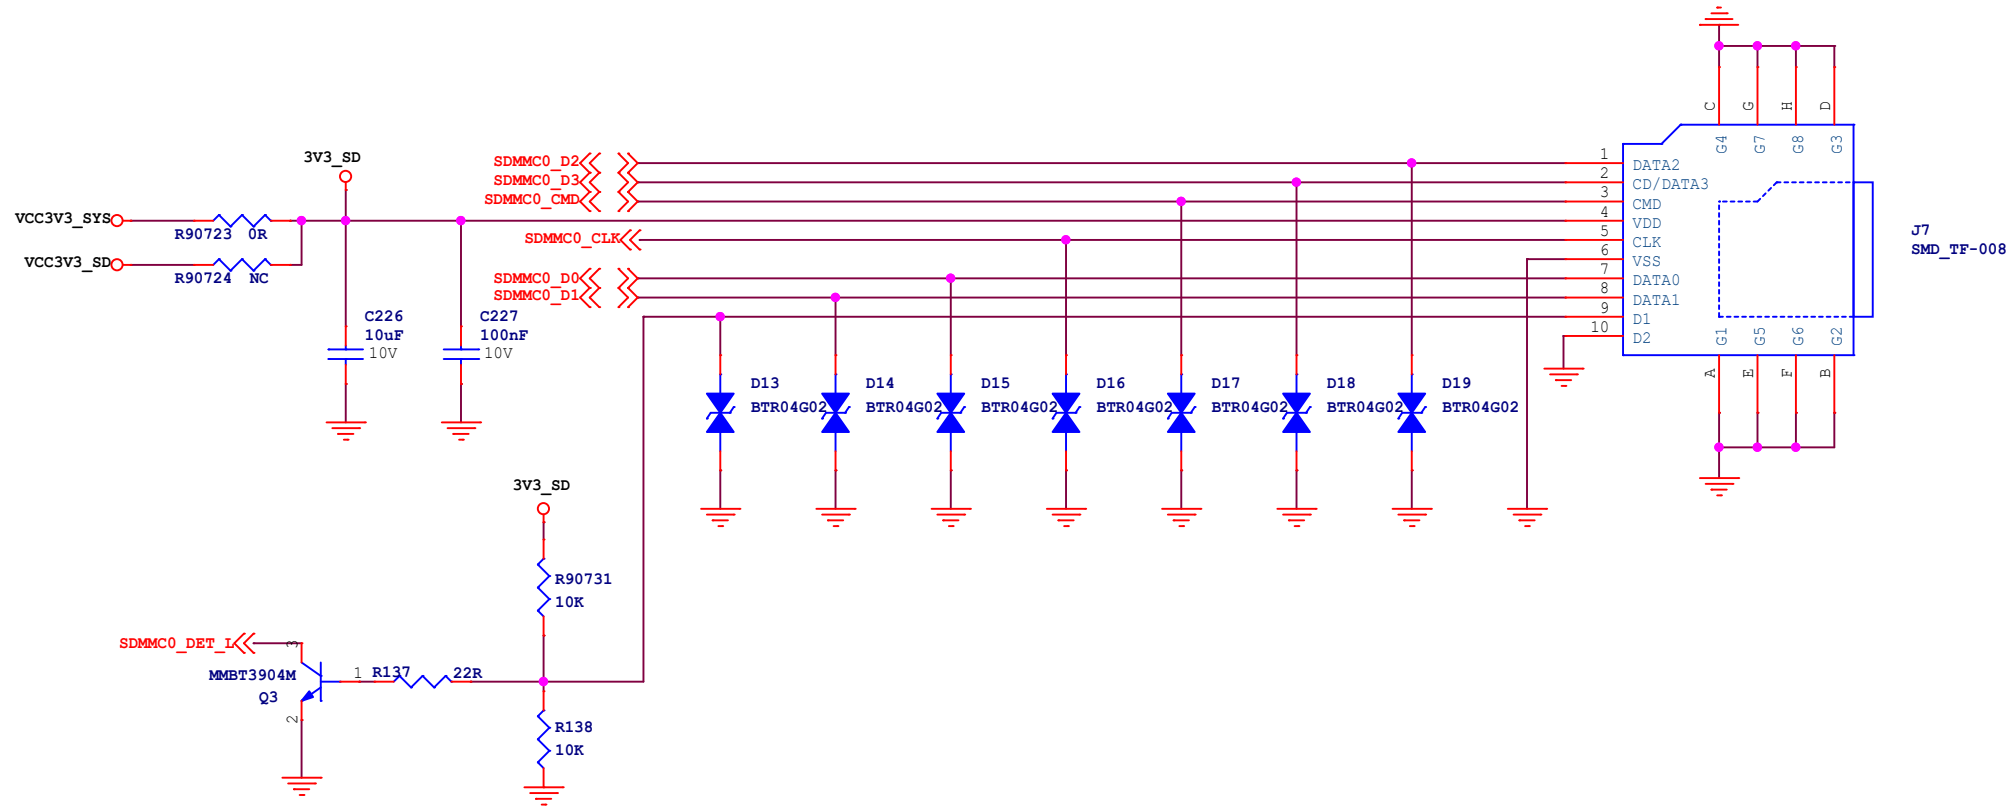 C
G
H
D
G4
G7
G8
G3
3V3_SD
VCC3V3_SYS
R90723 0R
VCC3V3_SD
R90724 NC
C226
10uF
10V
C227
100nF
10V
SDMMC0_D2
SDMMC0_D3
SDMMC0_CMD
SDMMC0_CLK
SDMMC0_D0
SDMMC0_D1
1 DATA2
2 CD/DATA3
3 CMD
4 VDD
5 CLK
6 VSS
7 DATA0
8 DATA1
9 D1
10 D2
J7
SMD_TF-008
G1
G5
G6
G2
A
E
F
B
D13
BTR04G02
D14
BTR04G02
D15
BTR04G02
D16
BTR04G02
D17
BTR04G02
D18
BTR04G02
D19
BTR04G02
3V3_SD
R90731
10K
SDMMC0_DET_L
3
MMBT3904M
Q3
1
2
R137 22R
R138
10K